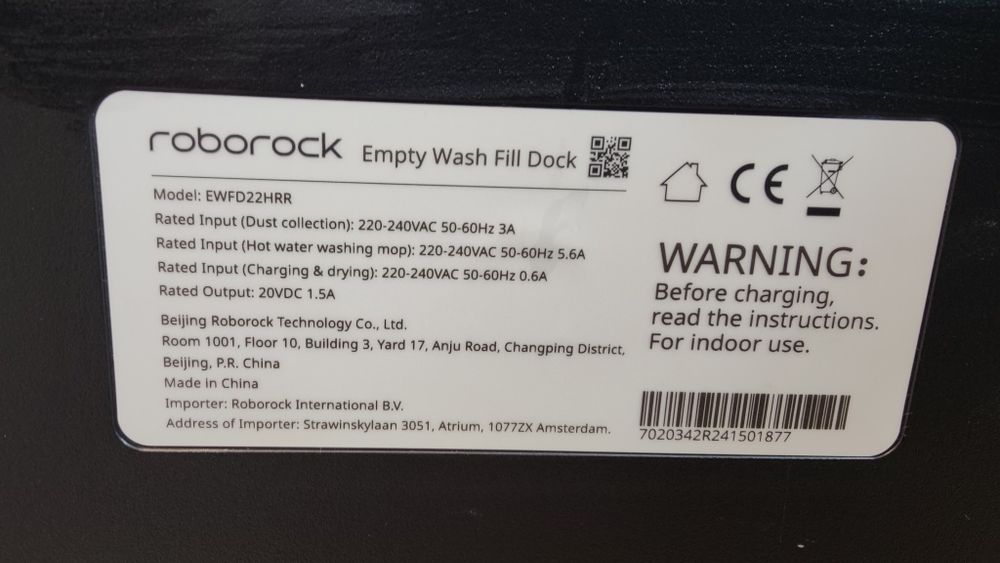 roborock Empty Wash Fill Dock
Model: EWFD22HRR
Rated Input (Dust collection): 220-240VAC 50-60Hz 3A
Rated Input (Hot water washing mop): 220-240VAC 50-60Hz 5.6A
Rated Input (Charging & drying): 220-240VAC 50-60Hz 0.6A
Rated Output: 20VDC 1.5A
Beijing Roborock Technology Co., Ltd.
Room 1001, Floor 10, Building 3, Yard 17, Anju Road, Changping District,
Beijing, P.R. China
Made in China
Importer: Roborock International B.V.
Address of Importer: Strawinskylaan 3051, Atrium, 1077ZX Amsterdam.
CE
WARNING:
Before charging,
read the instructions.
For indoor use.
7020342R241501877